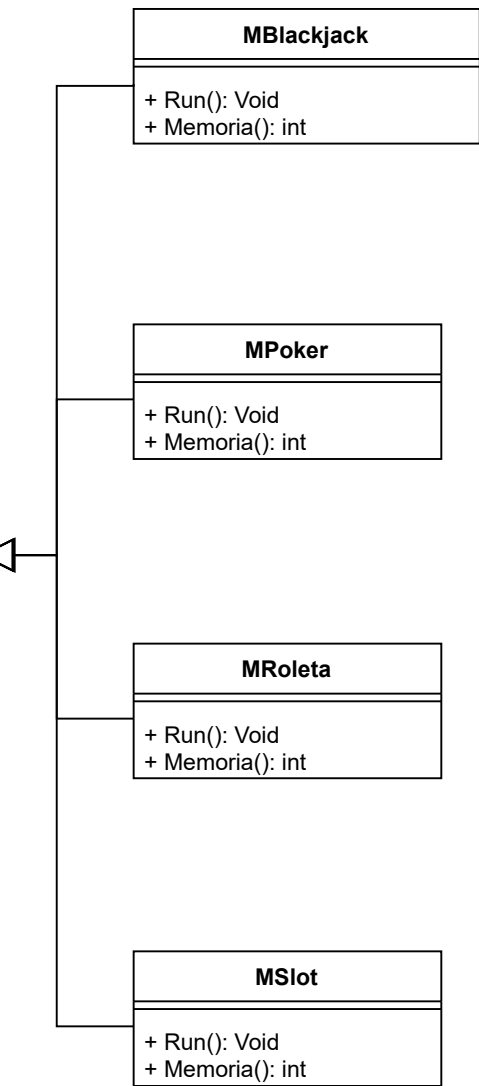 MBlackjack
+ Run(): Void
+ Memoria(): int
MPoker
+ Run(): Void
+ Memoria(): int
MRoleta
+ Run(): Void
+ Memoria(): int
MSlot
+ Run(): Void
+ Memoria(): int